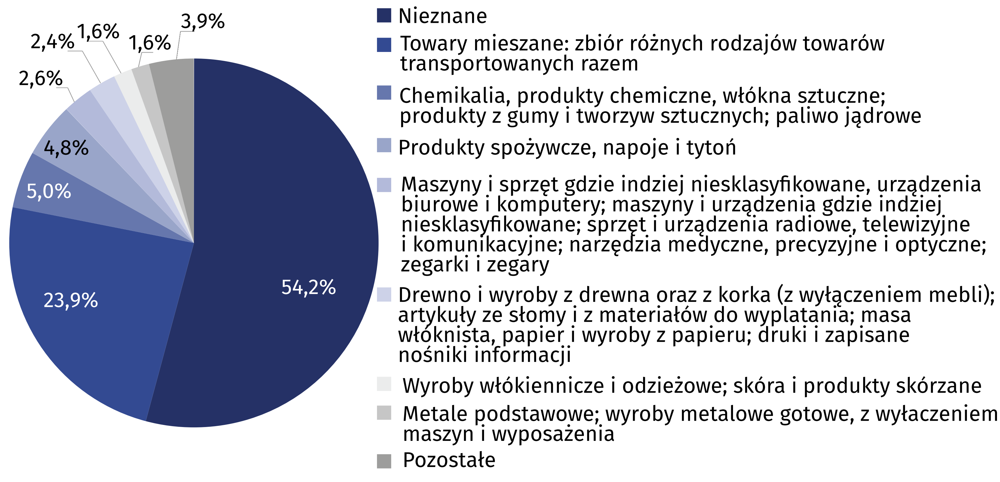 3,9%
1,6%
2,4%
1,6%
2,6%
4,8%
5,0%
23,9%
54,2%
Nieznane
Towary mieszane: zbiór różnych rodzajów towarów
transportowanych razem
Chemikalia, produkty chemiczne, włókna sztuczne;
produkty z gumy i tworzyw sztucznych; paliwo jądrowe
Produkty spożywcze, napoje i tytoń
Maszyny i sprzęt gdzie indziej niesklasyfikowane, urządzenia
biurowe i komputery; maszyny i urządzenia gdzie indziej
niesklasyfikowane; sprzęt i urządzenia radiowe, telewizyjne
i komunikacyjne; narzędzia medyczne, precyzyjne i optyczne;
zegarki i zegary
Drewno i wyroby z drewna oraz z korka (z wyłączeniem mebli);
artykuły ze słomy i z materiałów do wyplatania; masa
włóknista, papier i wyroby z papieru; druki i zapisane
nośniki informacji
Wyroby włókiennicze i odzieżowe; skóra i produkty skórzane
Metale podstawowe; wyroby metalowe gotowe, z wyłaczeniem
maszyn i wyposażenia
Pozostałe